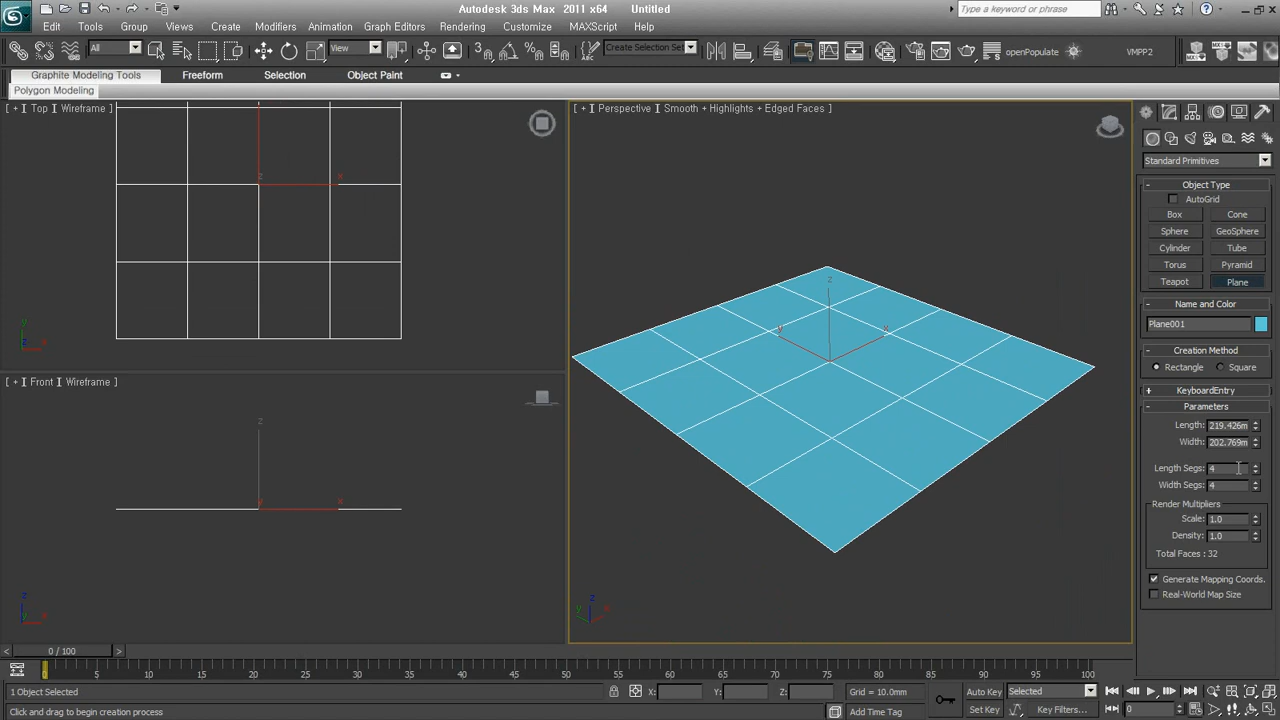 Autodesk 3ds Max 2011 x64 Untitled
Type a keyword or phrase
Edit Tools Group Views Create Modifiers Animation Graph Editors Rendering Customize MAXScript Help
All View Create Selection Set openPopulate VMPP2
Graphite Modeling Tools Freeform Selection Object Paint
Polygon Modeling
[ + ] Top ] Wireframe ]
[ + ] Perspective ] Smooth + Highlights + Edged Faces ]
z x
y
z x
[ + ] Front ] Wireframe ]
z
y x
z
x
z
y x
z
y x
Standard Primitives
Object Type
AutoGrid
Box Cone
Sphere GeoSphere
Cylinder Tube
Torus Pyramid
Teapot Plane
Name and Color
Plane001
Creation Method
Rectangle Square
+ KeyboardEntry
- Parameters
Length: 219.426m
Width: 202.769m
Length Segs: 4
Width Segs: 4
Render Multipliers
Scale: 1.0
Density: 1.0
Total Faces : 32
Generate Mapping Coords.
Real-World Map Size
< 0 / 100 >
0 5 10 15 20 25 30 35 40 45 50 55 60 65 70 75 80 85 90 95 100
1 Object Selected X: Y: Z: Grid = 10.0mm Auto Key Selected
Click and drag to begin creation process Add Time Tag Set Key Key Filters... 0